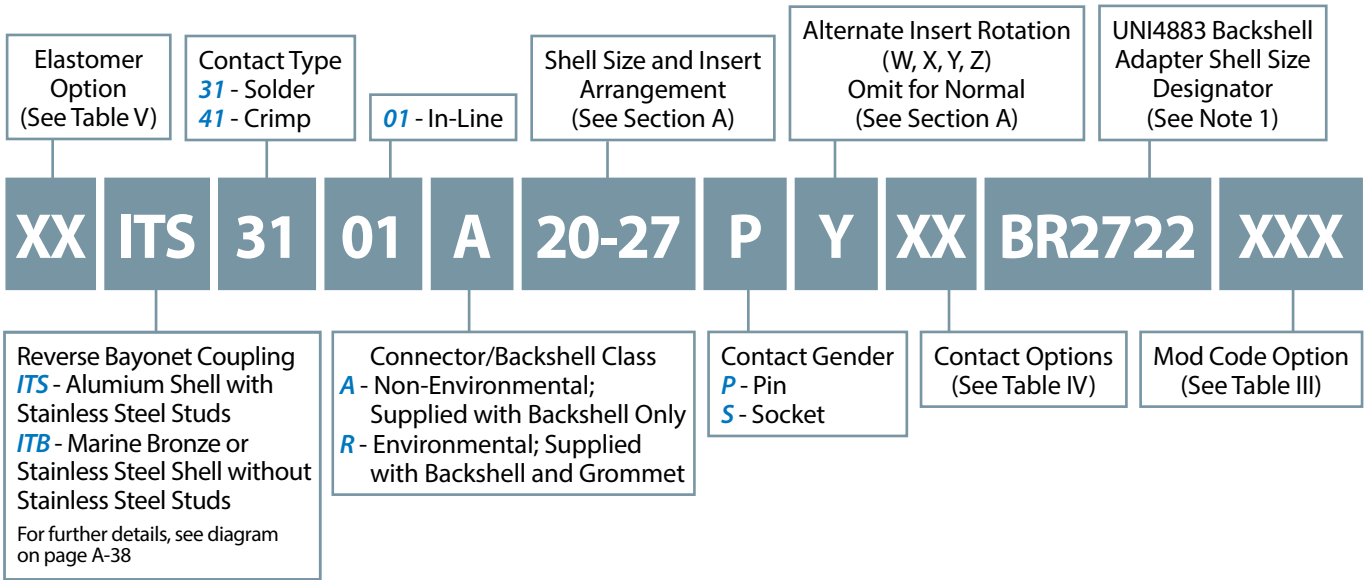 Elastomer
Option
(See Table V)
Contact Type
31 - Solder
41 - Crimp
01 - In-Line
Shell Size and Insert
Arrangement
(See Section A)
Alternate Insert Rotation
(W, X, Y, Z)
Omit for Normal
(See Section A)
UNI4883 Backshell
Adapter Shell Size
Designator
(See Note 1)
XX ITS 31 01 A 20-27 P Y XX BR2722 XXX
Reverse Bayonet Coupling
ITS - Alumium Shell with
Stainless Steel Studs
ITB - Marine Bronze or
Stainless Steel Shell without
Stainless Steel Studs
For further details, see diagram
on page A-38
Connector/Backshell Class
A - Non-Environmental;
Supplied with Backshell Only
R - Environmental; Supplied
with Backshell and Grommet
Contact Gender
P - Pin
S - Socket
Contact Options
(See Table IV)
Mod Code Option
(See Table III)